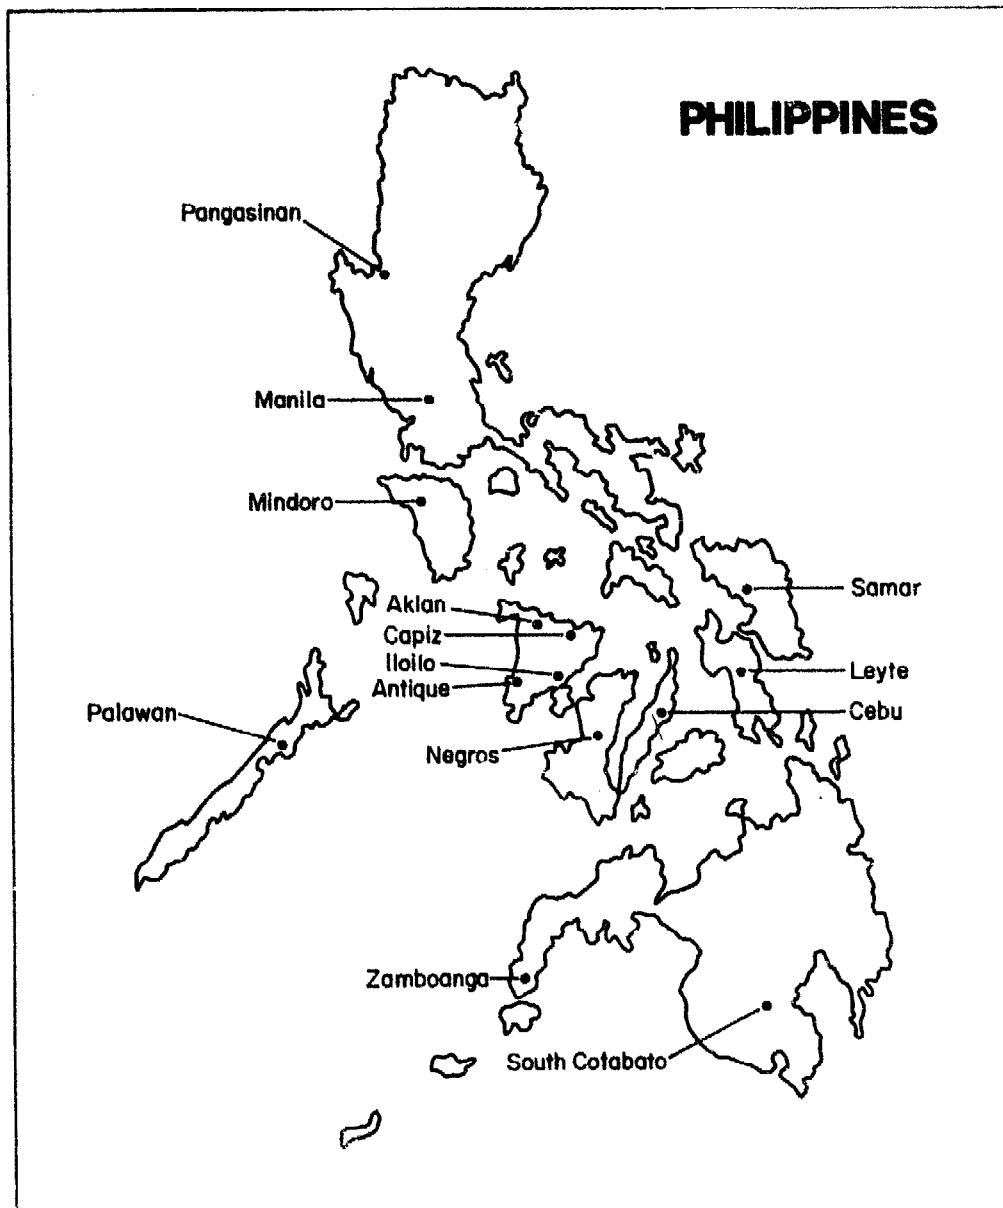 PHILIPPINES
Pangasinan
Manila
Mindoro
Samar
Aklan
Capiz
Iloilo
Antique
Leyte
Palawan
Cebu
Negros
Zamboanga
South Cotabato